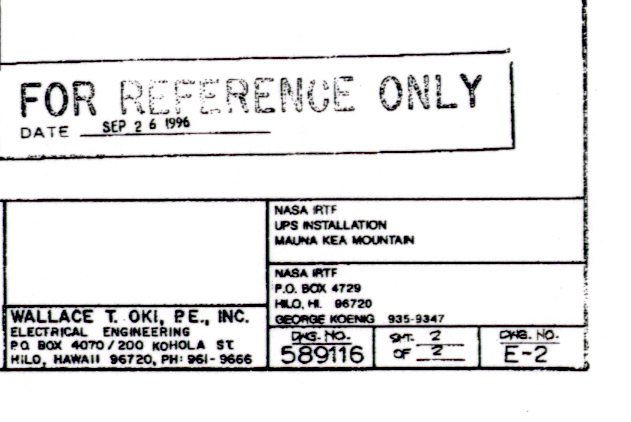 FOR REFERENCE ONLY
DATE SEP 26 1996
NASA IRTF
UPS INSTALLATION
MAUNA KEA MOUNTAIN
NASA IRTF
P.O. BOX 4729
HILO, HI. 96720
GEORGE KOENIG 935-9347
WALLACE T. OKI, P.E., INC.
ELECTRICAL ENGINEERING
P.O. BOX 4070/200 KOHOLA ST.
HILO, HAWAII 96720, PH: 961-9666
DWG. NO.
589116
SHT. 2
OF 2
DWG. NO.
E-2